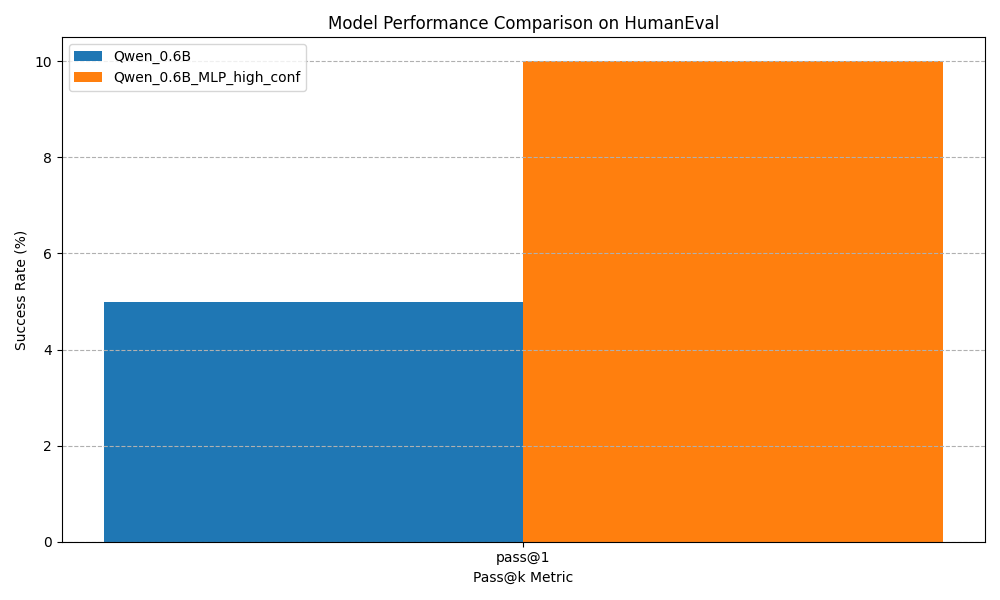 Model Performance Comparison on HumanEval
Qwen_0.6B
Qwen_0.6B_MLP_high_conf
Success Rate (%)
10
8
6
4
2
0
pass@1
Pass@k Metric